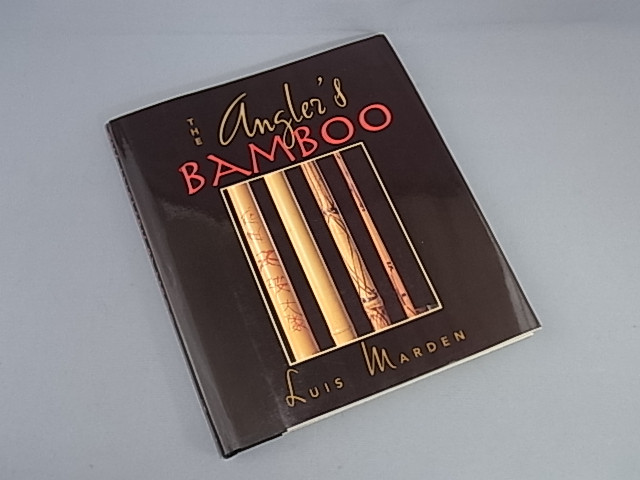 THE
Angler's
BAMBOO
LUIS MARDEN